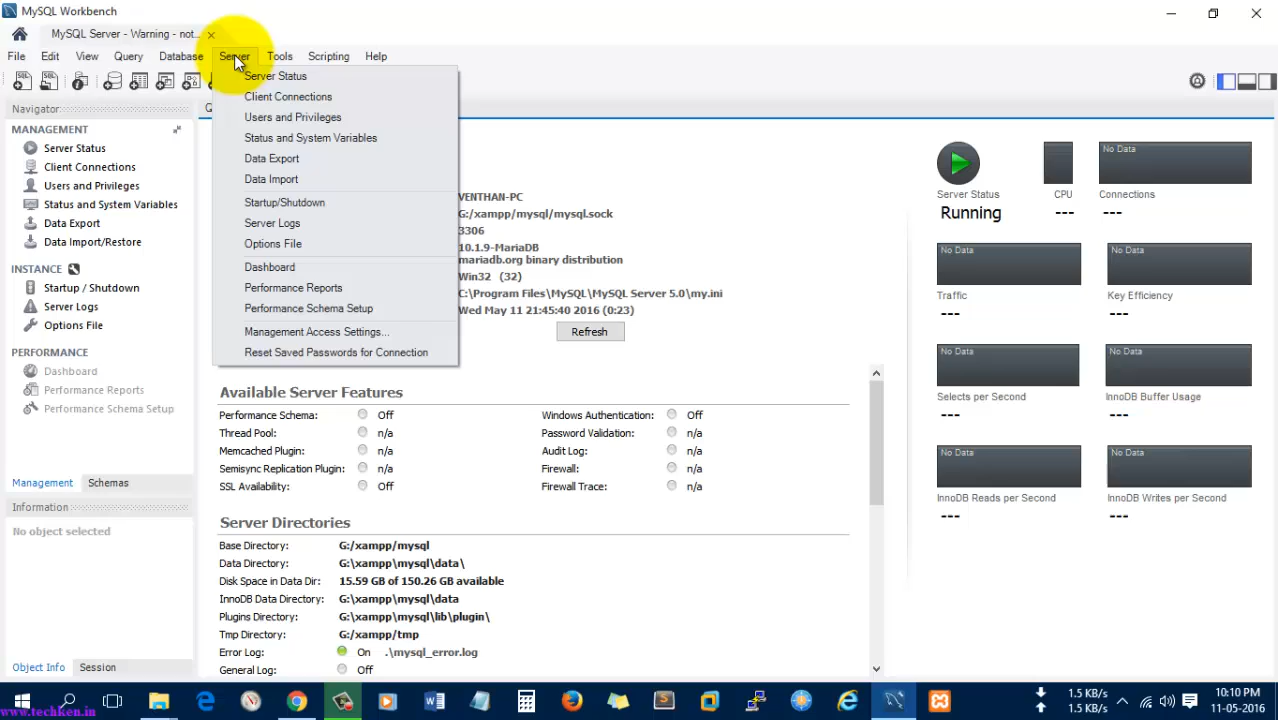 MySQL Workbench
MySQL Server - Warning - not...
File Edit View Query Database Server Tools Scripting Help
Navigator
MANAGEMENT
Server Status
Client Connections
Users and Privileges
Status and System Variables
Data Export
Data Import/Restore
INSTANCE
Startup / Shutdown
Server Logs
Options File
PERFORMANCE
Dashboard
Performance Reports
Performance Schema Setup
Management Schemas
Information
No object selected
Object Info Session
Server Status
Client Connections
Users and Privileges
Status and System Variables
Data Export
Data Import
Startup/Shutdown
Server Logs
Options File
Dashboard
Performance Reports
Performance Schema Setup
Management Access Settings...
Reset Saved Passwords for Connection
VENTHAN-PC
G:/xampp/mysql/mysql.sock
3306
10.1.9-MariaDB
mariadb.org binary distribution
Win32 (32)
C:\Program Files\MySQL\MySQL Server 5.0\my.ini
Wed May 11 21:45:40 2016 (0:23)
Refresh
Available Server Features
Performance Schema: Off Windows Authentication: Off
Thread Pool: n/a Password Validation: n/a
Memcached Plugin: n/a Audit Log: n/a
Semisync Replication Plugin: n/a Firewall: n/a
SSL Availability: Off Firewall Trace: n/a
Server Directories
Base Directory: G:/xampp/mysql
Data Directory: G:\xampp\mysql\data\
Disk Space in Data Dir: 15.59 GB of 150.26 GB available
InnoDB Data Directory: G:\xampp\mysql\data
Plugins Directory: G:\xampp\mysql\lib\plugin\
Tmp Directory: G:/xampp/tmp
Error Log: On .\mysql_error.log
General Log: Off
No Data
Server Status CPU Connections
Running --- ---
No Data No Data
Traffic Key Efficiency
--- ---
No Data No Data
Selects per Second InnoDB Buffer Usage
--- ---
No Data No Data
InnoDB Reads per Second InnoDB Writes per Second
--- ---
www.techken.in
1.5 KB/s
1.5 KB/s
10:10 PM
11-05-2016